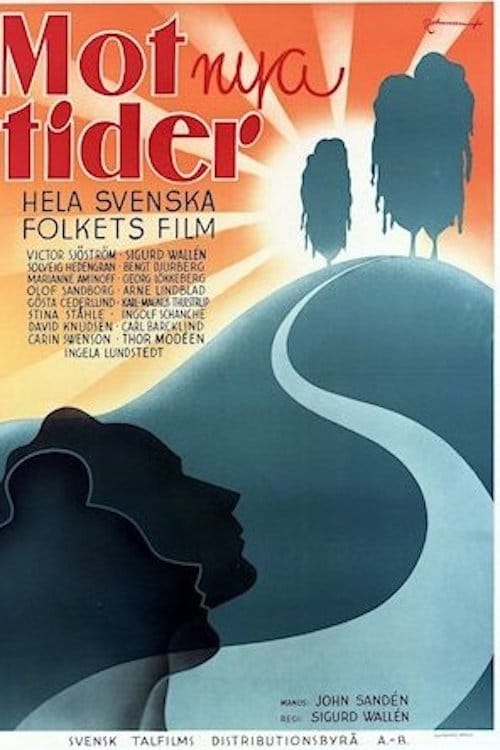 Mot nya
tider
HELA SVENSKA
FOLKETS FILM
VICTOR SJÖSTRÖM · SIGURD WALLÉN
SOLVEIG HEDENGRAN · BENGT DJURBERG
MARIANNE AMINOFF · GEORG LÖKKEBERG
OLOF SANDBORG · ARNE LINDBLAD
GÖSTA CEDERLUND · KARL-MAGNUS THULSTRUP
STINA STÅHLE · INGOLF SCHANCHE
DAVID KNUDSEN · CARL BARCKLIND
CARIN SWENSON · THOR MODÉEN
INGELA LUNDSTEDT
MANUS: JOHN SANDÉN
REGI: SIGURD WALLÉN
SVENSK TALFILMS DISTRIBUTIONSBYRÅ A.-B.